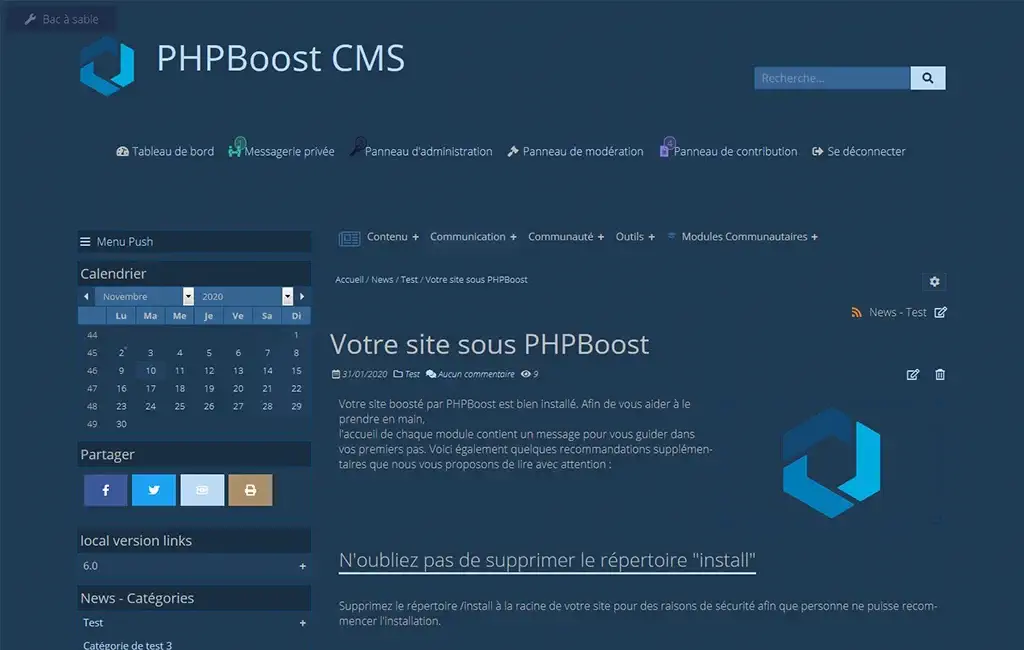 Bac à sable
PHPBoost CMS
Recherche...
Tableau de bord
Messagerie privée
Panneau d'administration
Panneau de modération
Panneau de contribution
Se déconnecter
Menu Push
Contenu +
Communication +
Communauté +
Outils +
Modules Communautaires +
Calendrier
Novembre 2020
Lu Ma Me Je Ve Sa Di
44 1
45 2 3 4 5 6 7 8
46 9 10 11 12 13 14 15
47 16 17 18 19 20 21 22
48 23 24 25 26 27 28 29
49 30
Partager
local version links
6.0 +
News - Catégories
Test +
Catégorie de test 3
Accueil / News / Test / Votre site sous PHPBoost
News - Test
Votre site sous PHPBoost
31/01/2020 Test Aucun commentaire 9
Votre site boosté par PHPBoost est bien installé. Afin de vous aider à le
prendre en main,
l'accueil de chaque module contient un message pour vous guider dans
vos premiers pas. Voici également quelques recommandations supplémen-
taires que nous vous proposons de lire avec attention :
N'oubliez pas de supprimer le répertoire "install"
Supprimez le répertoire /install à la racine de votre site pour des raisons de sécurité afin que personne ne puisse recom-
mencer l'installation.